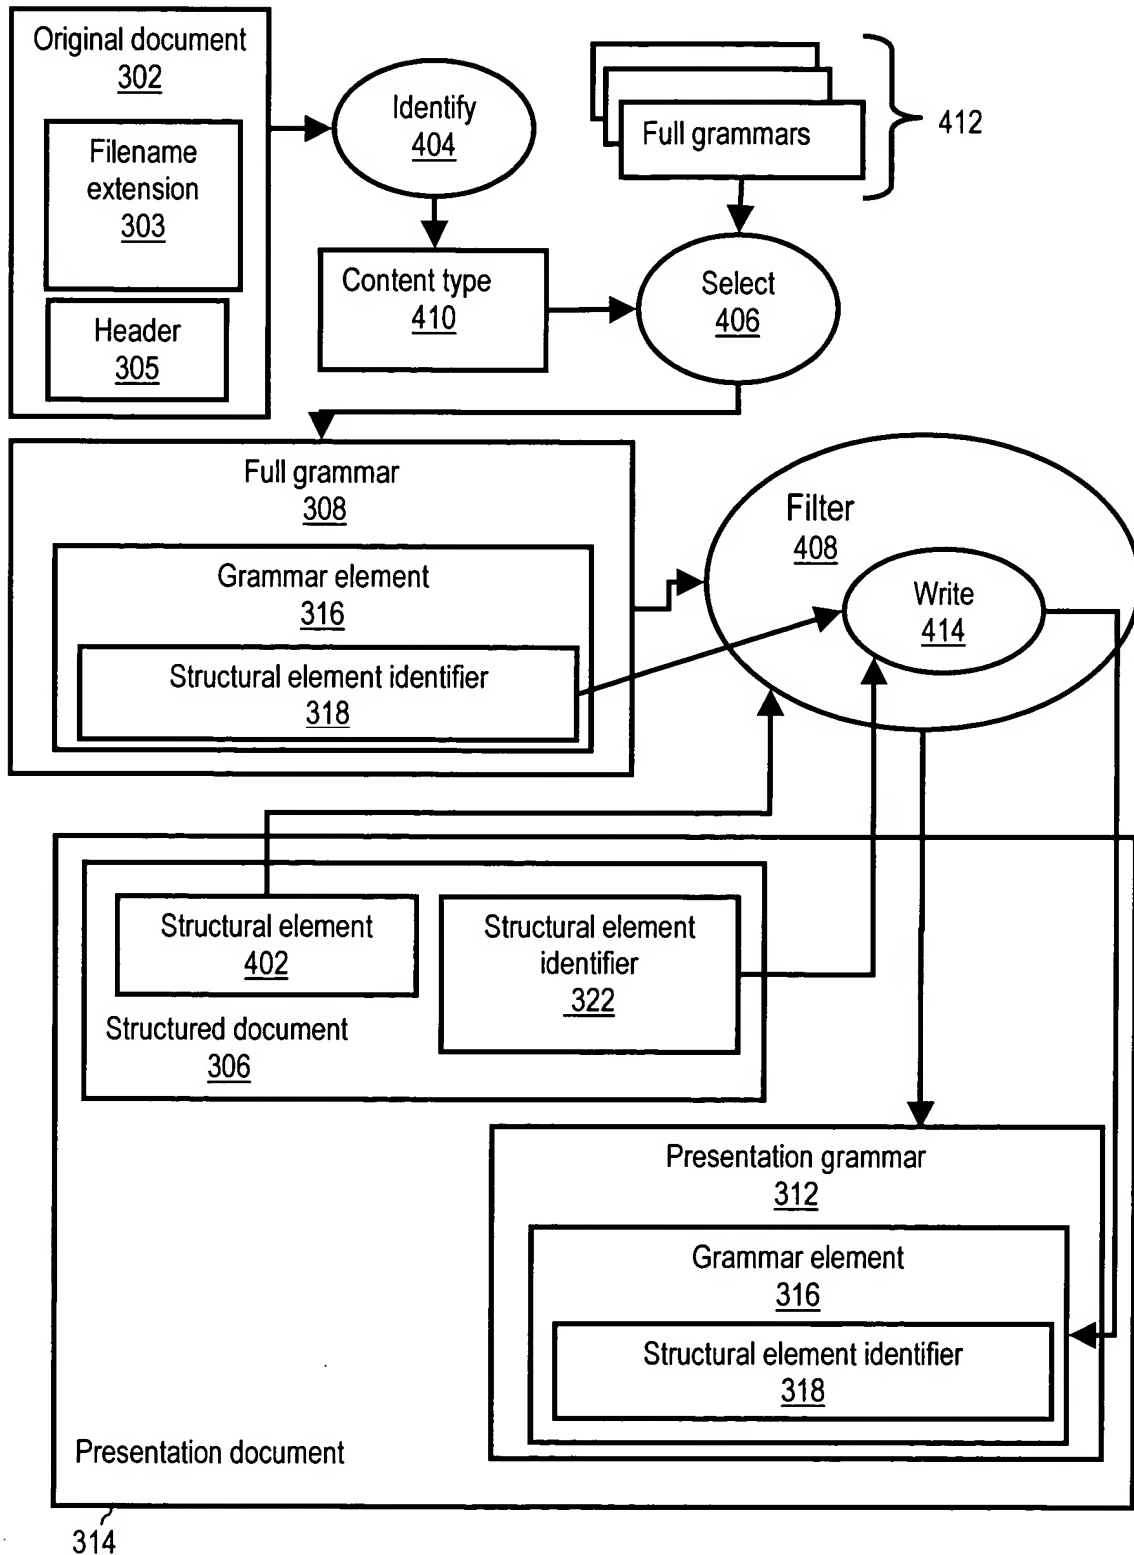 Original document
302
Filename
extension
303
Header
305
Identify
404
Full grammars
412
Content type
410
Select
406
Full grammar
308
Grammar element
316
Structural element identifier
318
Filter
408
Write
414
Structural element
402
Structural element
identifier
322
Structured document
306
Presentation grammar
312
Grammar element
316
Structural element identifier
318
Presentation document
314